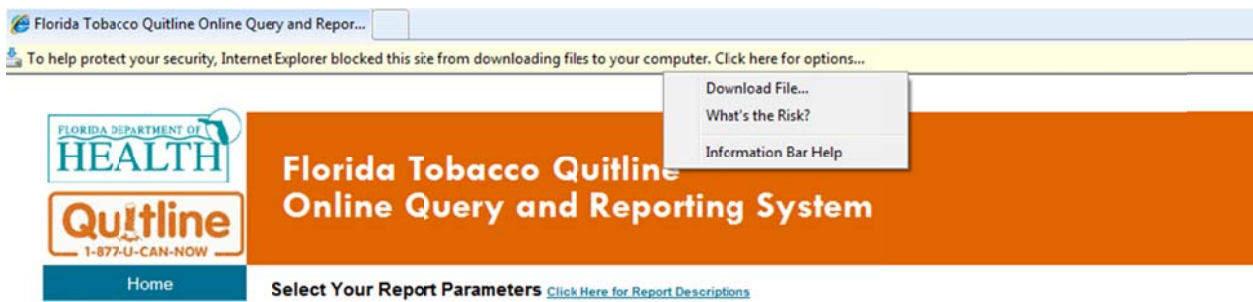 Florida Tobacco Quitline Online Query and Repor...
To help protect your security, Internet Explorer blocked this site from downloading files to your computer. Click here for options...
Download File...
What's the Risk?
Information Bar Help
FLORIDA DEPARTMENT OF
HEALTH
Quitline
1-877-U-CAN-NOW
Florida Tobacco Quitline
Online Query and Reporting System
Home
Select Your Report Parameters Click Here for Report Descriptions